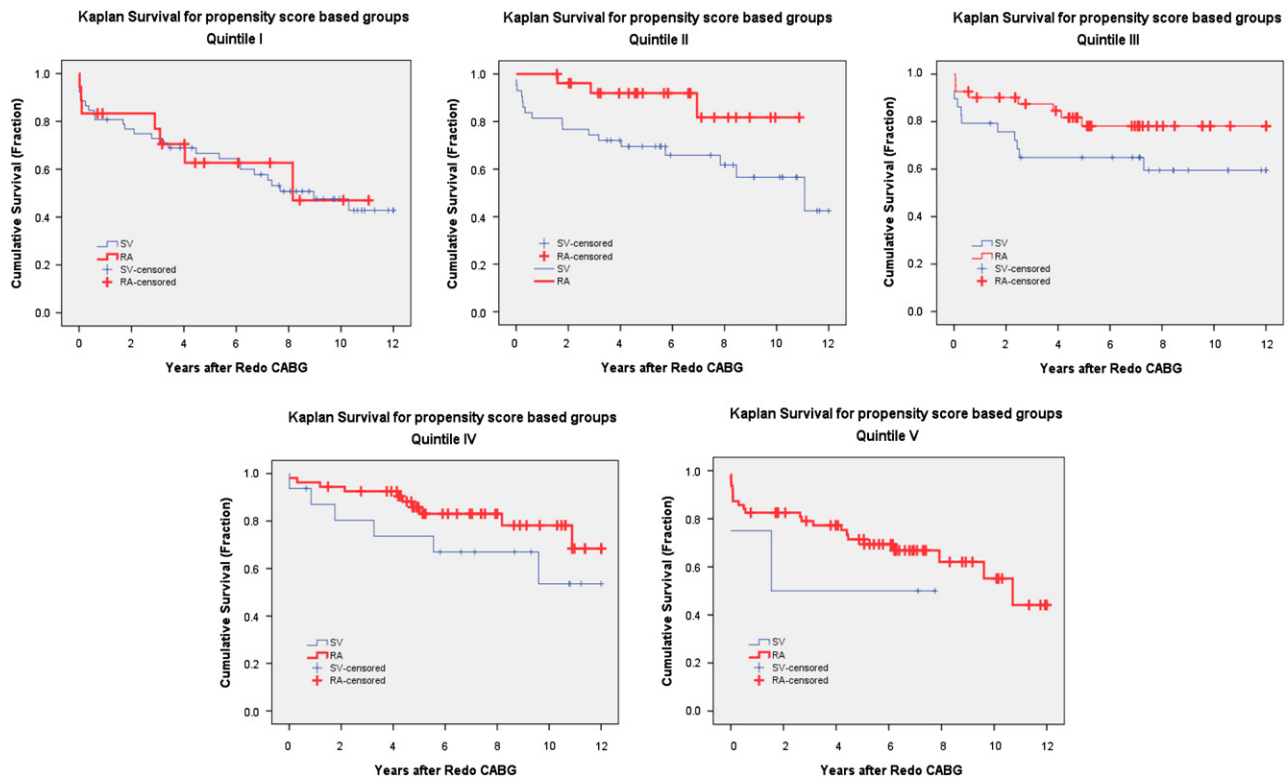 Kaplan Survival for propensity score based groups
Quintile I
Cumulative Survival (Fraction)
1.0
0.8
0.6
0.4
0.2
0.0
SV
RA
SV-censored
RA-censored
0 2 4 6 8 10 12
Years after Redo CABG
Kaplan Survival for propensity score based groups
Quintile II
Cumulative Survival (Fraction)
1.0
0.8
0.6
0.4
0.2
0.0
SV-censored
RA-censored
SV
RA
0 2 4 6 8 10 12
Years after Redo CABG
Kaplan Survival for propensity score based groups
Quintile III
Cumulative Survival (Fraction)
1.0
0.8
0.6
0.4
0.2
0.0
SV
RA
SV-censored
RA-censored
0 2 4 6 8 10 12
Years after Redo CABG
Kaplan Survival for propensity score based groups
Quintile IV
Cumulative Survival (Fraction)
1.0
0.8
0.6
0.4
0.2
0.0
SV
RA
SV-censored
RA-censored
0 2 4 6 8 10 12
Years after Redo CABG
Kaplan Survival for propensity score based groups
Quintile V
Cumulative Survival (Fraction)
1.0
0.8
0.6
0.4
0.2
0.0
SV
RA
SV-censored
RA-censored
0 2 4 6 8 10 12
Years after Redo CABG